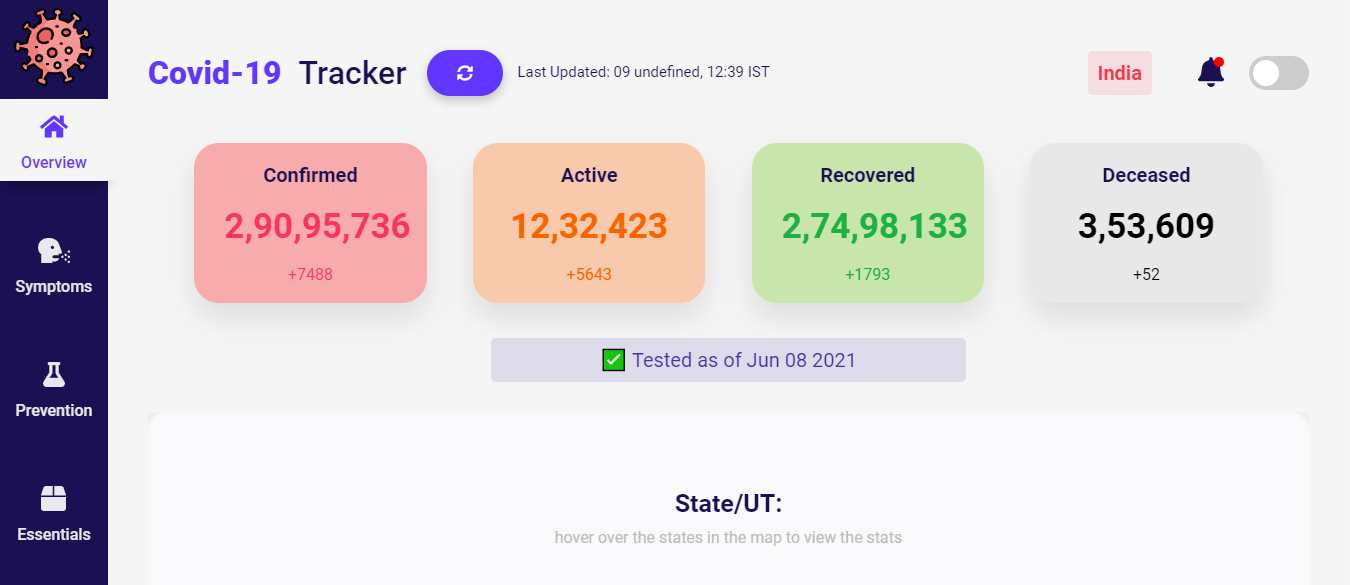 Covid-19 Tracker
Last Updated: 09 undefined, 12:39 IST
India
Overview
Symptoms
Prevention
Essentials
Confirmed
2,90,95,736
+7488
Active
12,32,423
+5643
Recovered
2,74,98,133
+1793
Deceased
3,53,609
+52
✅ Tested as of Jun 08 2021
State/UT:
hover over the states in the map to view the stats